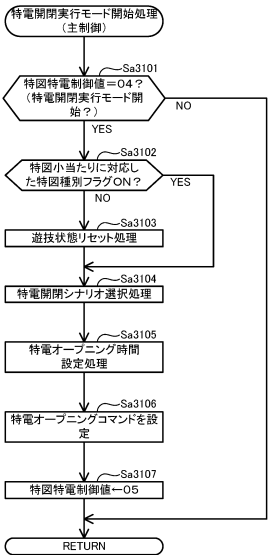 特電開閉実行モード開始処理
(主制御)
Sa3101
特図特電制御値=04?
(特電開閉実行モード開
始?)
NO
YES
Sa3102
特図小当たりに対応し
た特図種別フラグON?
YES
NO
Sa3103
遊技状態リセット処理
Sa3104
特電開閉シナリオ選択処理
Sa3105
特電オープニング時間
設定処理
Sa3106
特電オープニングコマンドを設
定
Sa3107
特図特電制御値←05
RETURN